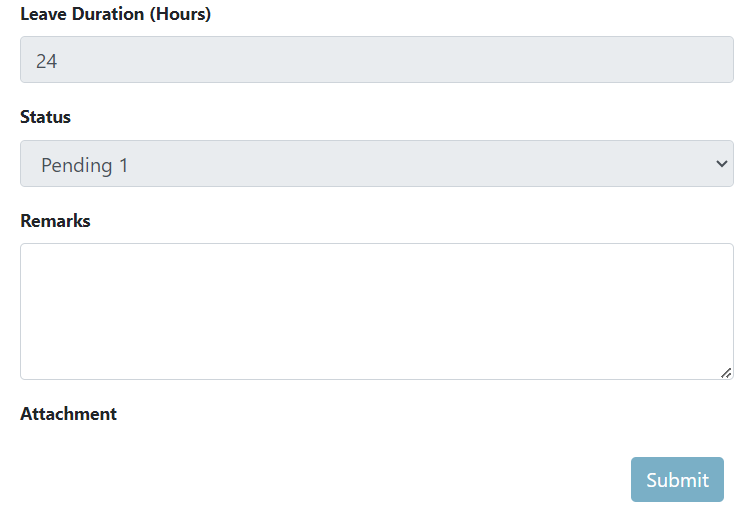 Leave Duration (Hours)
24
Status
Pending 1
Remarks
Attachment
Submit